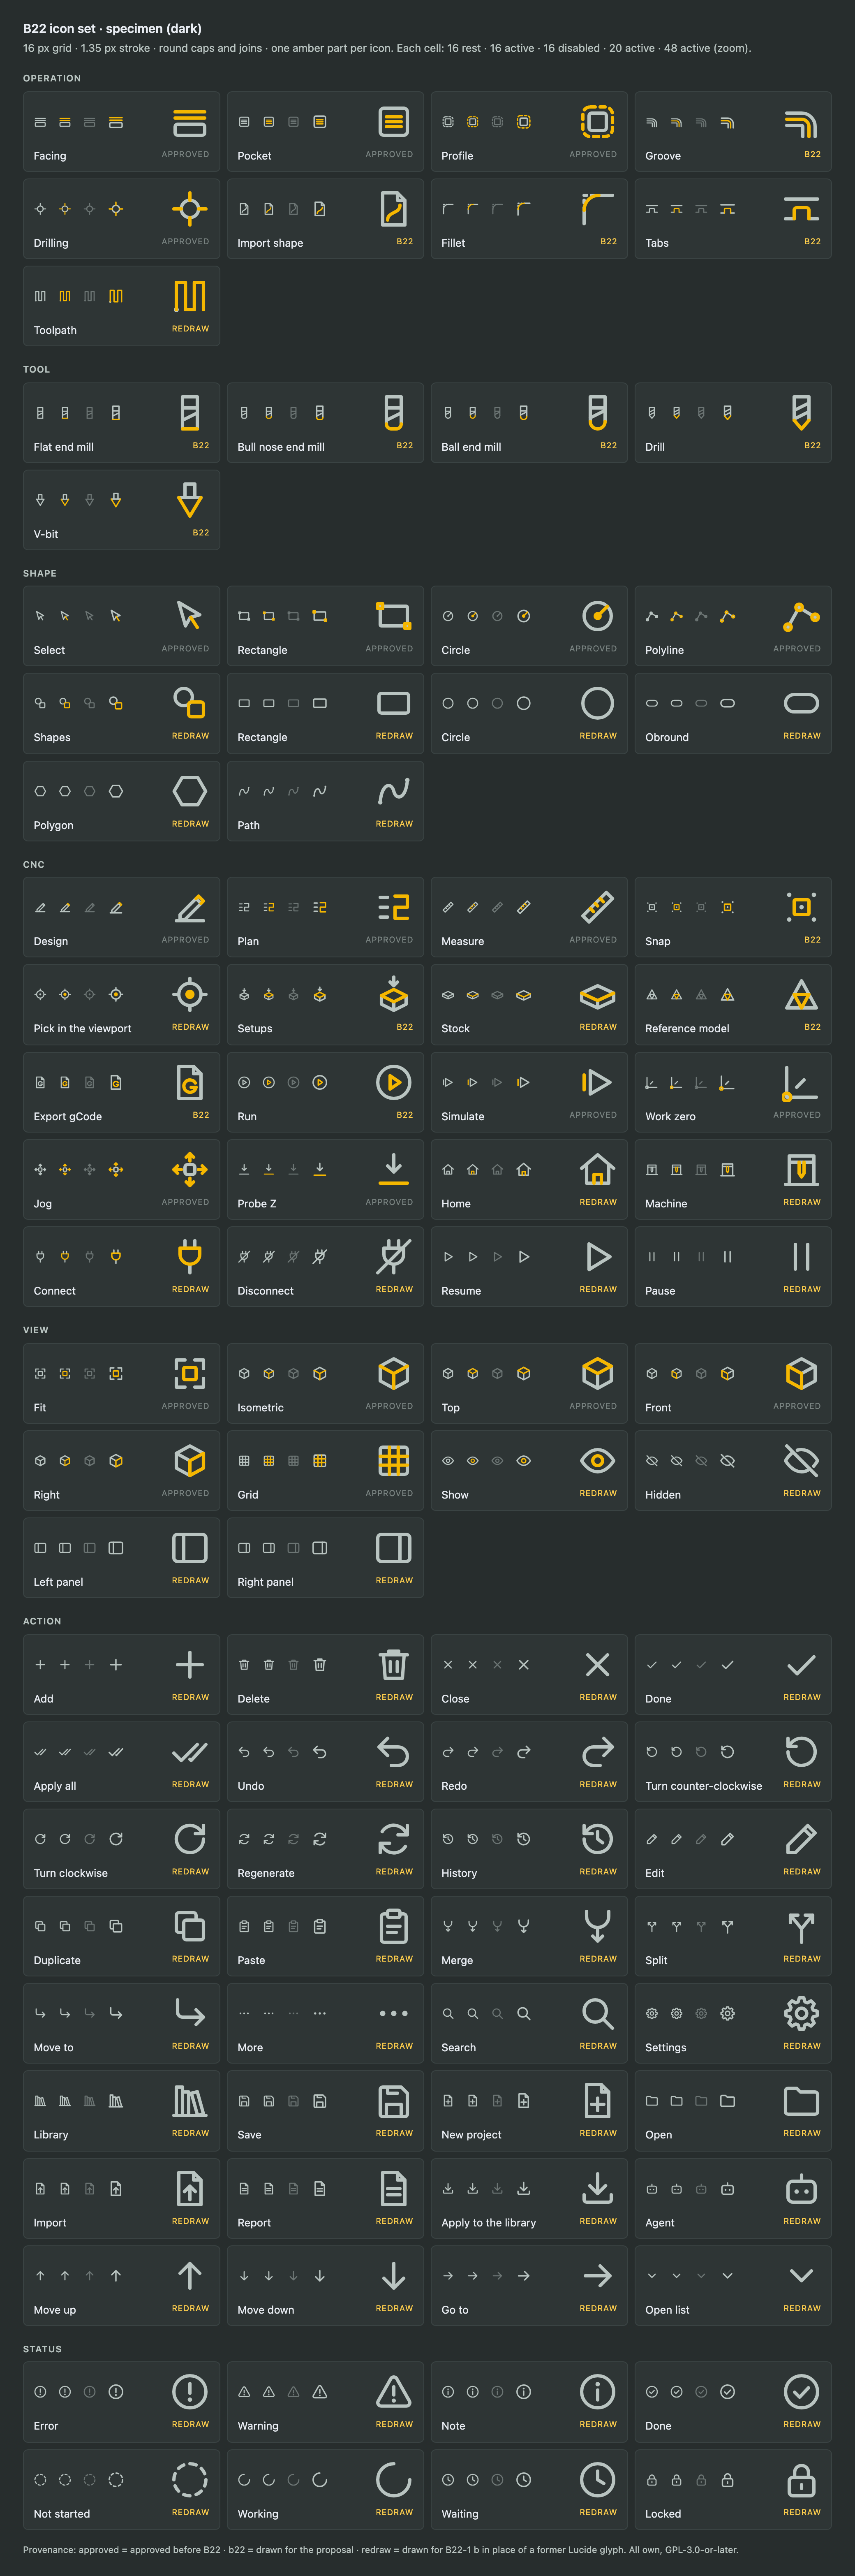 B22 icon set · specimen (dark)
16 px grid · 1.35 px stroke · round caps and joins · one amber part per icon. Each cell: 16 rest · 16 active · 16 disabled · 20 active · 48 active (zoom).
OPERATION
Facing APPROVED
Pocket APPROVED
Profile APPROVED
Groove B22
Drilling APPROVED
Import shape B22
Fillet B22
Tabs B22
Toolpath REDRAW
TOOL
Flat end mill B22
Bull nose end mill B22
Ball end mill B22
Drill B22
V-bit B22
SHAPE
Select APPROVED
Rectangle APPROVED
Circle APPROVED
Polyline APPROVED
Shapes REDRAW
Rectangle REDRAW
Circle REDRAW
Obround REDRAW
Polygon REDRAW
Path REDRAW
CNC
Design APPROVED
Plan APPROVED
Measure APPROVED
Snap B22
Pick in the viewport REDRAW
Setups B22
Stock REDRAW
Reference model B22
Export gCode B22
Run B22
Simulate APPROVED
Work zero APPROVED
Jog APPROVED
Probe Z APPROVED
Home REDRAW
Machine REDRAW
Connect REDRAW
Disconnect REDRAW
Resume REDRAW
Pause REDRAW
VIEW
Fit APPROVED
Isometric APPROVED
Top APPROVED
Front APPROVED
Right APPROVED
Grid APPROVED
Show REDRAW
Hidden REDRAW
Left panel REDRAW
Right panel REDRAW
ACTION
Add REDRAW
Delete REDRAW
Close REDRAW
Done REDRAW
Apply all REDRAW
Undo REDRAW
Redo REDRAW
Turn counter-clockwise REDRAW
Turn clockwise REDRAW
Regenerate REDRAW
History REDRAW
Edit REDRAW
Duplicate REDRAW
Paste REDRAW
Merge REDRAW
Split REDRAW
Move to REDRAW
More REDRAW
Search REDRAW
Settings REDRAW
Library REDRAW
Save REDRAW
New project REDRAW
Open REDRAW
Import REDRAW
Report REDRAW
Apply to the library REDRAW
Agent REDRAW
Move up REDRAW
Move down REDRAW
Go to REDRAW
Open list REDRAW
STATUS
Error REDRAW
Warning REDRAW
Note REDRAW
Done REDRAW
Not started REDRAW
Working REDRAW
Waiting REDRAW
Locked REDRAW
Provenance: approved = approved before B22 · b22 = drawn for the proposal · redraw = drawn for B22-1 b in place of a former Lucide glyph. All own, GPL-3.0-or-later.